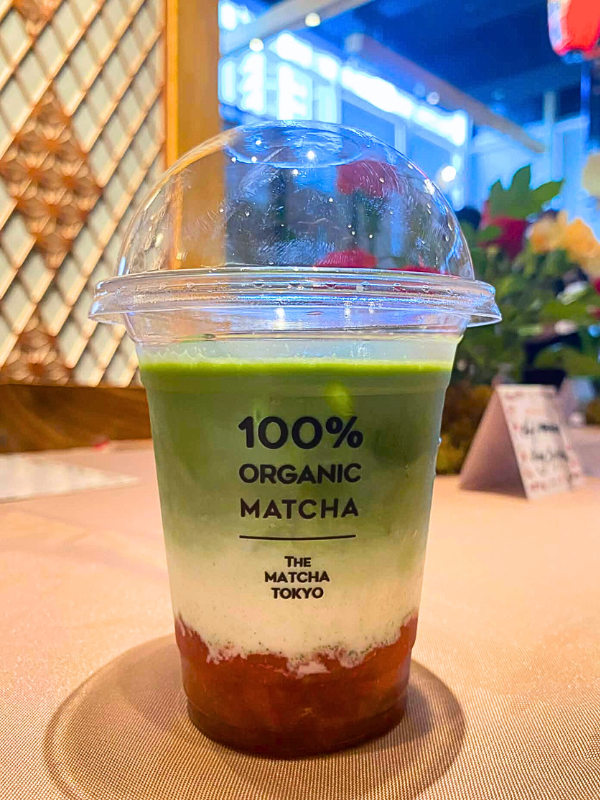 100%
ORGANIC
MATCHA
THE
MATCHA
TOKYO